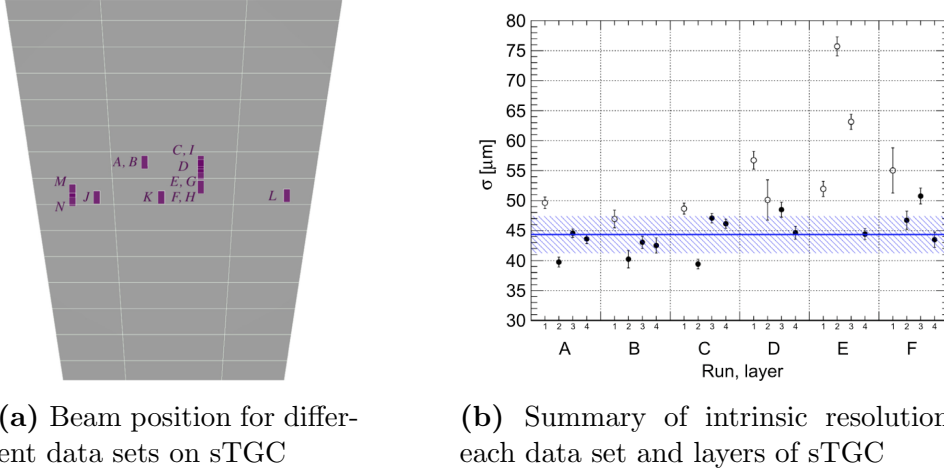 C, I
A, B
D
M
E, G
J
K
F, H
L
N
σ [μm]
80
75
70
65
60
55
50
45
40
35
30
1 2 3 4 1 2 3 4 1 2 3 4 1 2 3 4 1 2 3 4 1 2 3 4
A B C D E F
Run, layer
(a) Beam position for differ-
ent data sets on sTGC
(b) Summary of intrinsic resolution
each data set and layers of sTGC